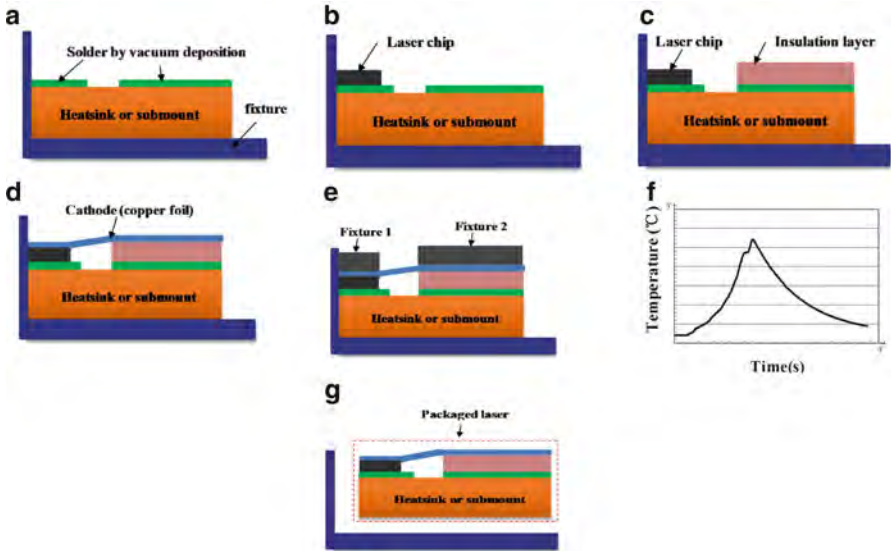 a
Solder by vacuum deposition
fixture
Heatsink or submount
b
Laser chip
Heatsink or submount
c
Laser chip
Insulation layer
Heatsink or submount
d
Cathode (copper foil)
Heatsink or submount
e
Fixture 1
Fixture 2
Heatsink or submount
f
Temperature (℃)
Time(s)
g
Packaged laser
Heatsink or submount